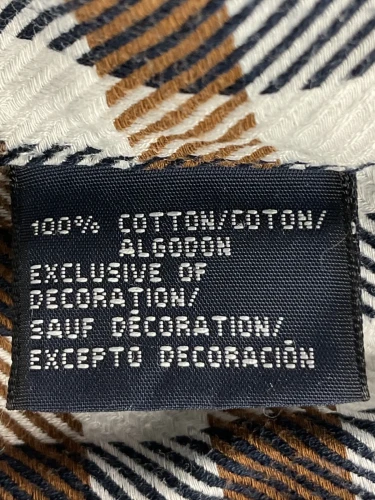 100% COTTON/COTON/
ALGODON
EXCLUSIVE OF
DECORATION/
SAUF DÉCORATION/
EXCEPTO DECORACIÓN